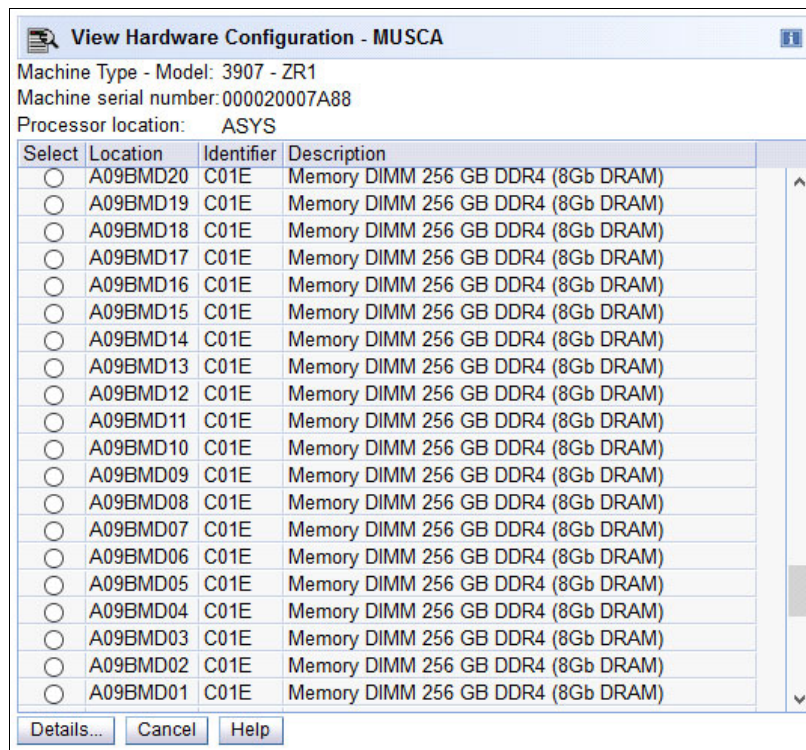 View Hardware Configuration - MUSCA
Machine Type - Model: 3907 - ZR1
Machine serial number: 000020007A88
Processor location: ASYS
Select Location Identifier Description
A09BMD20 C01E Memory DIMM 256 GB DDR4 (8Gb DRAM)
A09BMD19 C01E Memory DIMM 256 GB DDR4 (8Gb DRAM)
A09BMD18 C01E Memory DIMM 256 GB DDR4 (8Gb DRAM)
A09BMD17 C01E Memory DIMM 256 GB DDR4 (8Gb DRAM)
A09BMD16 C01E Memory DIMM 256 GB DDR4 (8Gb DRAM)
A09BMD15 C01E Memory DIMM 256 GB DDR4 (8Gb DRAM)
A09BMD14 C01E Memory DIMM 256 GB DDR4 (8Gb DRAM)
A09BMD13 C01E Memory DIMM 256 GB DDR4 (8Gb DRAM)
A09BMD12 C01E Memory DIMM 256 GB DDR4 (8Gb DRAM)
A09BMD11 C01E Memory DIMM 256 GB DDR4 (8Gb DRAM)
A09BMD10 C01E Memory DIMM 256 GB DDR4 (8Gb DRAM)
A09BMD09 C01E Memory DIMM 256 GB DDR4 (8Gb DRAM)
A09BMD08 C01E Memory DIMM 256 GB DDR4 (8Gb DRAM)
A09BMD07 C01E Memory DIMM 256 GB DDR4 (8Gb DRAM)
A09BMD06 C01E Memory DIMM 256 GB DDR4 (8Gb DRAM)
A09BMD05 C01E Memory DIMM 256 GB DDR4 (8Gb DRAM)
A09BMD04 C01E Memory DIMM 256 GB DDR4 (8Gb DRAM)
A09BMD03 C01E Memory DIMM 256 GB DDR4 (8Gb DRAM)
A09BMD02 C01E Memory DIMM 256 GB DDR4 (8Gb DRAM)
A09BMD01 C01E Memory DIMM 256 GB DDR4 (8Gb DRAM)
Details... Cancel Help